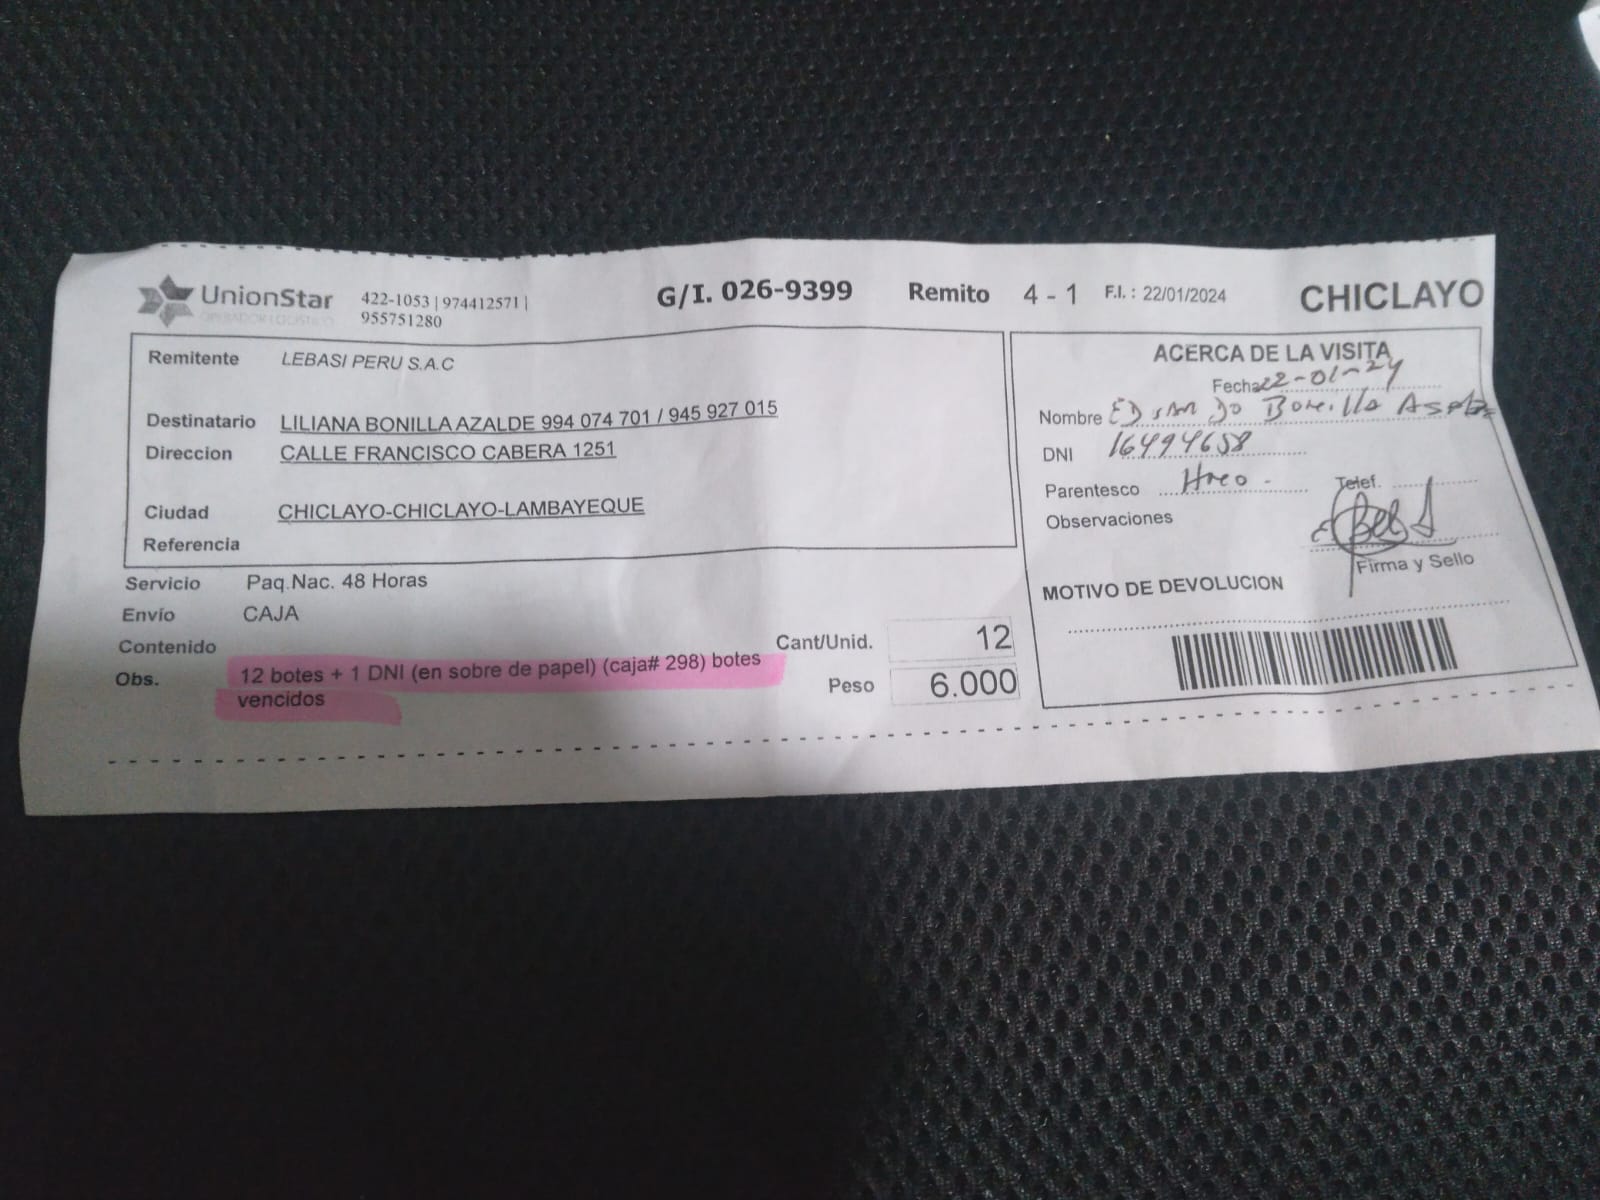 UnionStar
OPERADOR LOGISTICO
422-1053 | 974412571 |
955751280
G/I. 026-9399
Remito 4 - 1 F.I. : 22/01/2024
CHICLAYO
Remitente LEBASI PERU S.A.C
Destinatario LILIANA BONILLA AZALDE 994 074 701 / 945 927 015
Direccion CALLE FRANCISCO CABERA 1251
Ciudad CHICLAYO-CHICLAYO-LAMBAYEQUE
Referencia
Servicio Paq.Nac. 48 Horas
Envío CAJA
Contenido
Obs. 12 botes + 1 DNI (en sobre de papel) (caja# 298) botes
vencidos
Cant/Unid. 12
Peso 6.000
ACERCA DE LA VISITA
Fecha 22-01-24
Nombre Bonilla
DNI 16494658
Parentesco
Telef.
Observaciones
Firma y Sello
MOTIVO DE DEVOLUCION